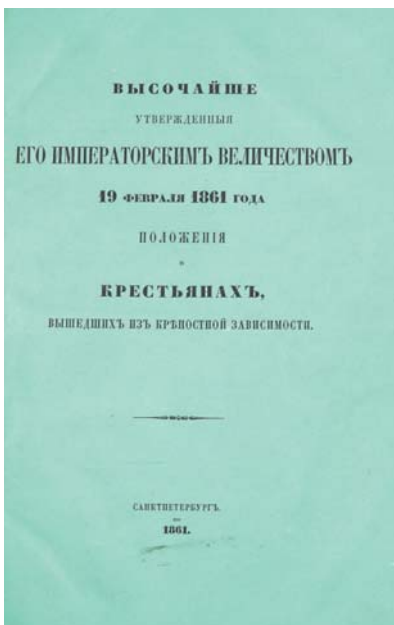 ВЫСОЧАЙШЕ
УТВЕРЖДЕННЫЯ
ЕГО ИМПЕРАТОРСКИМЪ ВЕЛИЧЕСТВОМЪ
19 ФЕВРАЛЯ 1861 ГОДА
ПОЛОЖЕНІЯ
О
КРЕСТЬЯНАХЪ,
ВЫШЕДШИХЪ ИЗЪ КРѢПОСТНОЙ ЗАВИСИМОСТИ.
САНКТПЕТЕРБУРГЪ.
1861.